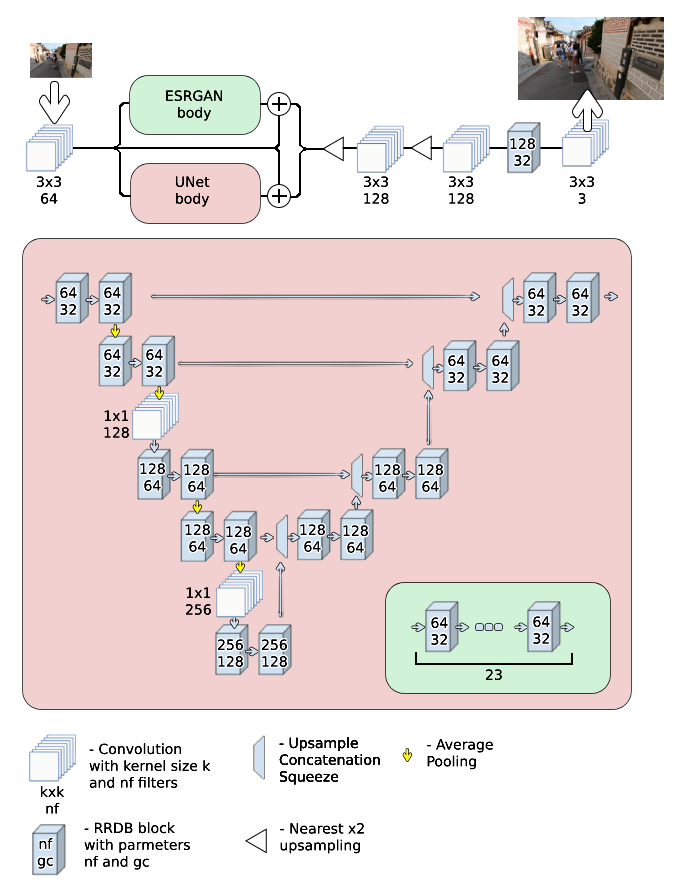 ESRGAN
body
UNet
body
3x3
64
3x3
128
3x3
128
128
32
3x3
3
64
32
64
32
64
32
64
32
64
32
64
32
64
32
64
32
1x1
128
128
64
128
64
128
64
128
64
128
64
128
64
128
64
128
64
1x1
256
256
128
256
128
64
32
64
32
23
kxk
nf
- Convolution
with kernel size k
and nf filters
- Upsample
Concatenation
Squeeze
- Average
Pooling
nf
gc
- RRDB block
with parmeters
nf and gc
- Nearest x2
upsampling